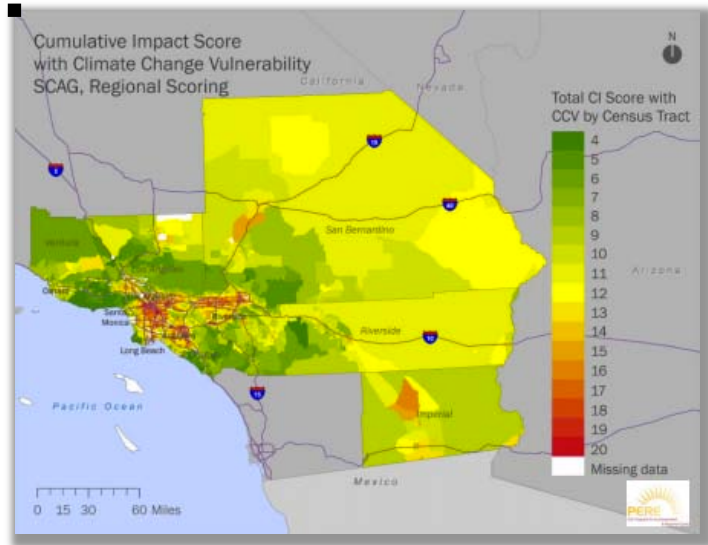 Cumulative Impact Score
with Climate Change Vulnerability
SCAG, Regional Scoring
N
California
Nevada
Total CI Score with
CCV by Census Tract
4
5
6
7
8
9
10
11
12
13
14
15
16
17
18
19
20
Missing data
5
15
40
San Bernardino
Arizona
Ventura
Los Angeles
Oxnard
Santa
Monica
Riverside
Long Beach
Riverside
10
15
Imperial
Pacific Ocean
Mexico
0 15 30 60 Miles
PERE